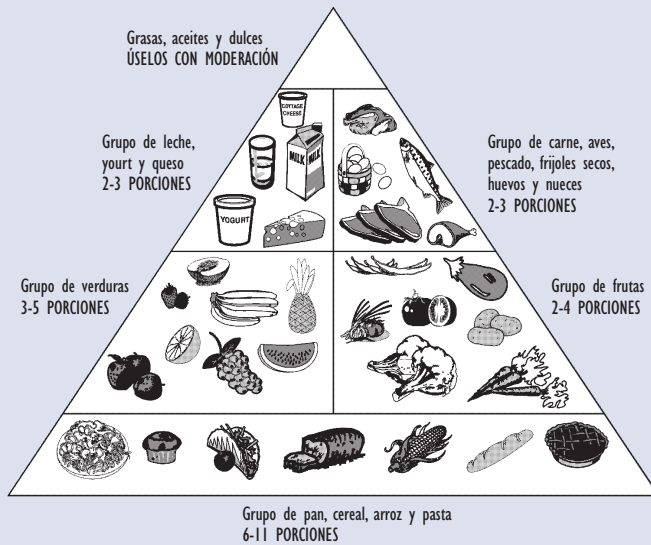 Grasas, aceites y dulces
ÚSELOS CON MODERACIÓN
COTTAGE
CHEESE
Grupo de leche,
yourt y queso
2-3 PORCIONES
MILK MILK
YOGURT
Grupo de carne, aves,
pescado, frijoles secos,
huevos y nueces
2-3 PORCIONES
Grupo de verduras
3-5 PORCIONES
Grupo de frutas
2-4 PORCIONES
Grupo de pan, cereal, arroz y pasta
6-11 PORCIONES